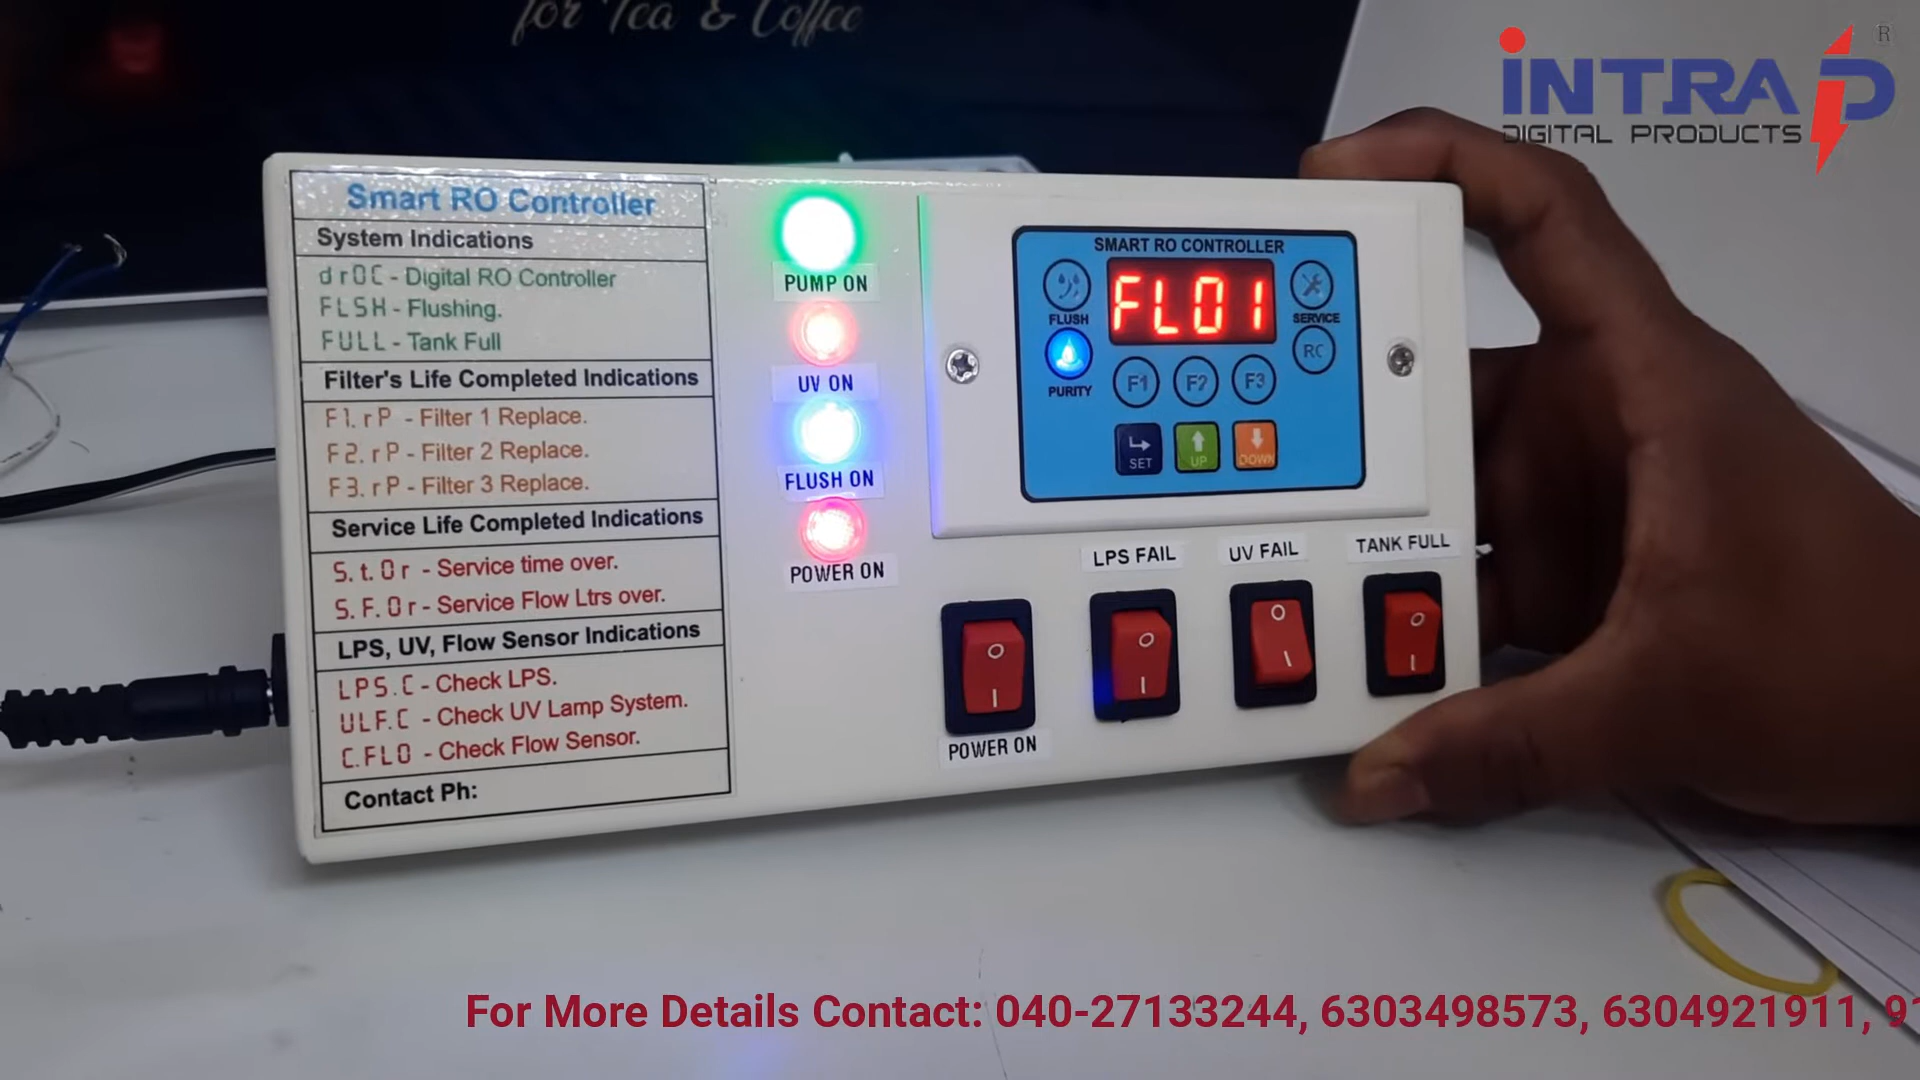 for Tea & Coffee
INTRA D
®
DIGITAL PRODUCTS
Smart RO Controller
System Indications
drOC - Digital RO Controller
FLSH - Flushing.
FULL - Tank Full
Filter's Life Completed Indications
F1.rP - Filter 1 Replace.
F2.rP - Filter 2 Replace.
F3.rP - Filter 3 Replace.
Service Life Completed Indications
S.t.Or - Service time over.
S.F.Or - Service Flow Ltrs over.
LPS, UV, Flow Sensor Indications
LPS.C - Check LPS.
ULF.C - Check UV Lamp System.
C.FLO - Check Flow Sensor.
Contact Ph:
PUMP ON
UV ON
FLUSH ON
POWER ON
SMART RO CONTROLLER
FL01
FLUSH
SERVICE
PURITY
RO
F1 F2 F3
SET UP DOWN
LPS FAIL
UV FAIL
TANK FULL
POWER ON
For More Details Contact: 040-27133244, 6303498573, 6304921911, 91